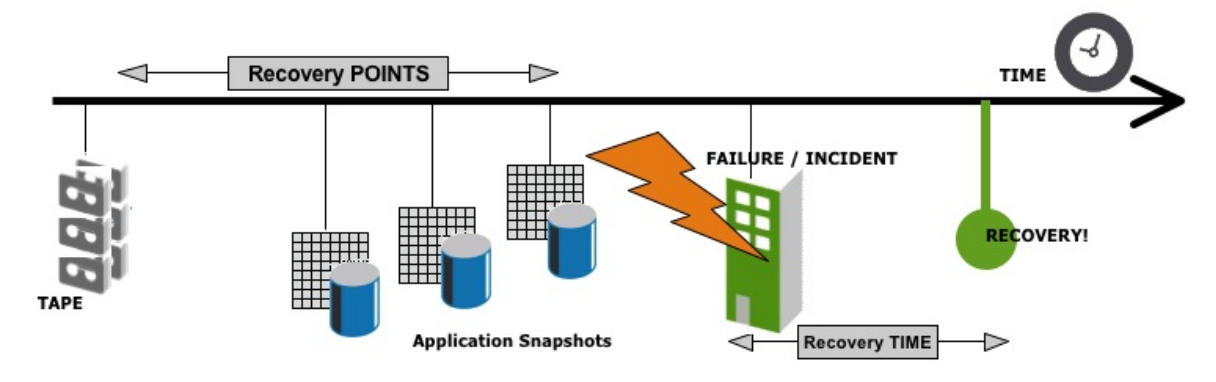 Recovery POINTS
TIME
FAILURE / INCIDENT
RECOVERY!
TAPE
Application Snapshots
Recovery TIME